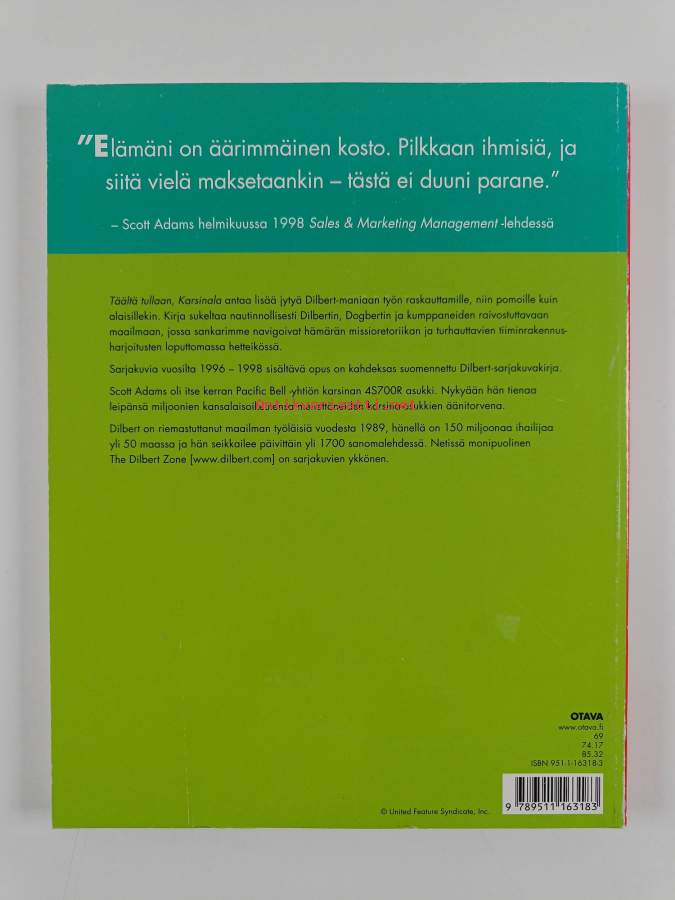 "Elämäni on äärimmäinen kosto. Pilkkaan ihmisiä, ja
siitä vielä maksetaankin – tästä ei duuni parane."
– Scott Adams helmikuussa 1998 Sales & Marketing Management -lehdessä
Täältä tullaan, Karsinala antaa lisää jytyä Dilbert-maniaan työn raskauttamille, niin pomoille kuin
alaisillekin. Kirja sukeltaa nautinnollisesti Dilbertin, Dogbertin ja kumppaneiden raivostuttavaan
maailmaan, jossa sankarimme navigoivat hämärän missioretoriikan ja turhauttavien tiiminrakennus-
harjoitusten loputtomassa hetteikössä.
Sarjakuvia vuosilta 1996 – 1998 sisältävä opus on kahdeksas suomennettu Dilbert-sarjakuvakirja.
Scott Adams oli itse kerran Pacific Bell -yhtiön karsinan 4S700R asukki. Nykyään hän tienaa
leipänsä miljoonien karsina-asukkien äänitorvena.
Antikvariaatti.net
Dilbert on riemastuttanut maailman työläisiä vuodesta 1989, hänellä on 150 miljoonaa ihailijaa
yli 50 maassa ja hän seikkailee päivittäin yli 1700 sanomalehdessä. Netissä monipuolinen
The Dilbert Zone [www.dilbert.com] on sarjakuvien ykkönen.
OTAVA
www.otava.fi
69
74.17
85.32
ISBN 951-1-16318-3
9 789511 163183
© United Feature Syndicate, Inc.